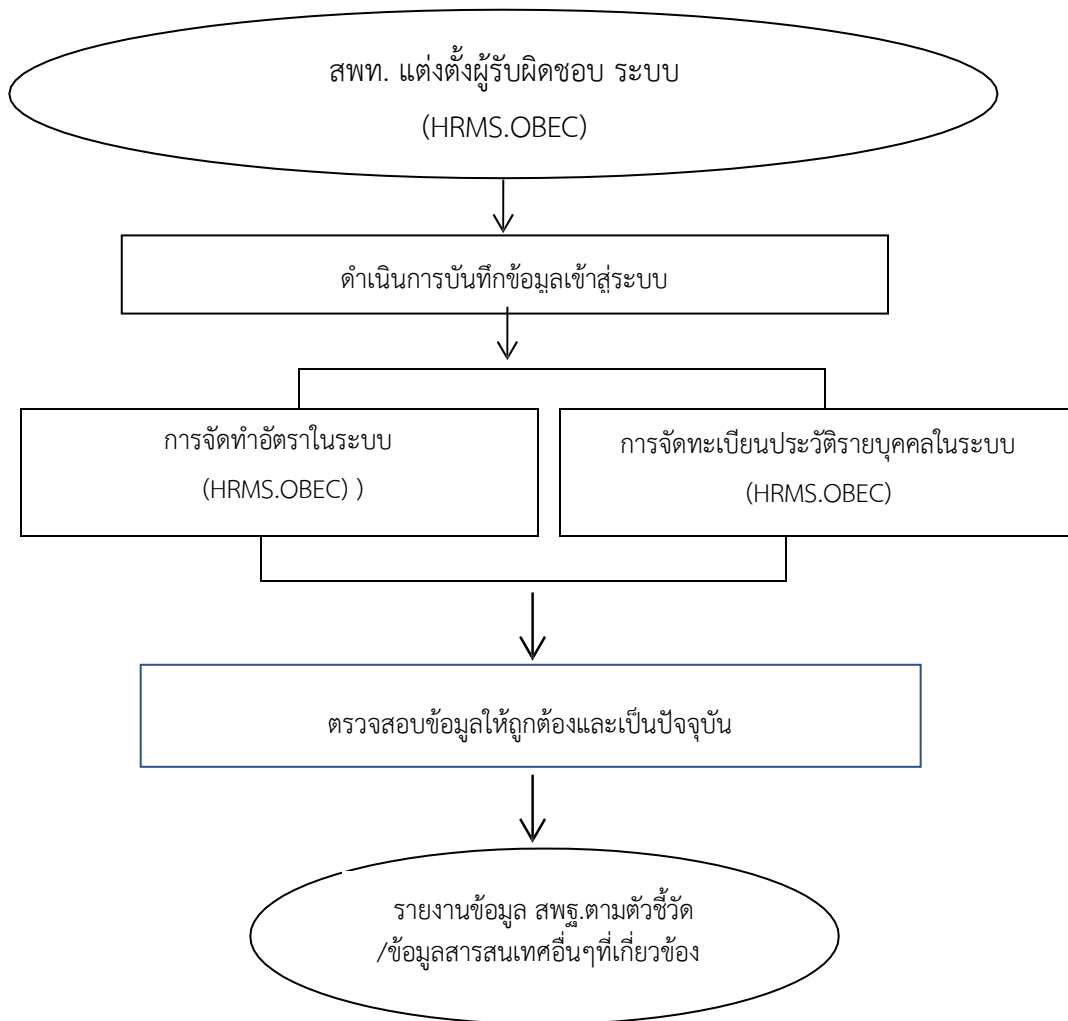 สพท. แต่งตั้งผู้รับผิดชอบ ระบบ
(HRMS.OBEC)
ดำเนินการบันทึกข้อมูลเข้าสู่ระบบ
การจัดทำอัตราในระบบ
(HRMS.OBEC) )
การจัดทะเบียนประวัติรายบุคคลในระบบ
(HRMS.OBEC)
ตรวจสอบข้อมูลให้ถูกต้องและเป็นปัจจุบัน
รายงานข้อมูล สพฐ.ตามตัวชี้วัด
/ข้อมูลสารสนเทศอื่นๆที่เกี่ยวข้อง